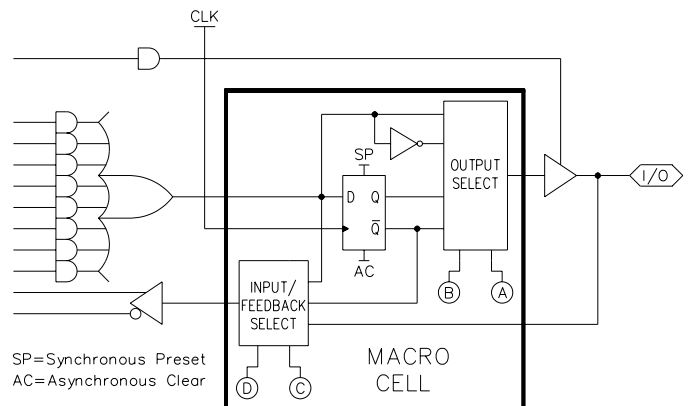 CLK
SP
OUTPUT
SELECT
I/O
D Q
Q̅
AC
INPUT/
FEEDBACK
SELECT
B A
SP=Synchronous Preset
AC=Asynchronous Clear
MACRO
CELL
D C